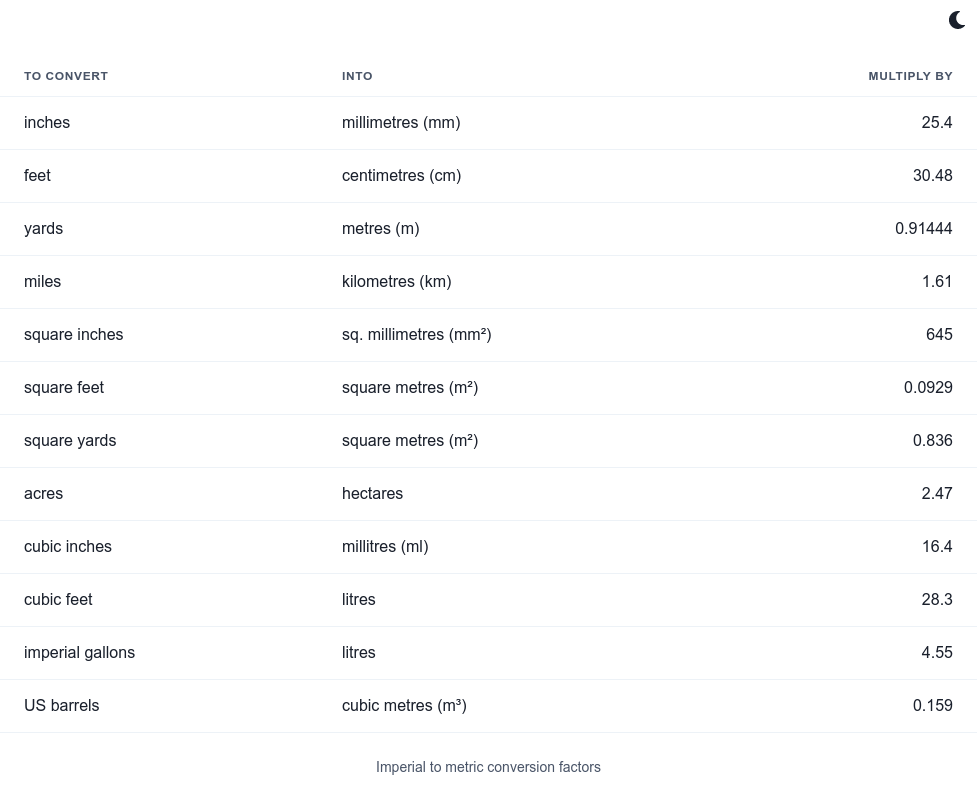 TO CONVERT INTO MULTIPLY BY
inches millimetres (mm) 25.4
feet centimetres (cm) 30.48
yards metres (m) 0.91444
miles kilometres (km) 1.61
square inches sq. millimetres (mm²) 645
square feet square metres (m²) 0.0929
square yards square metres (m²) 0.836
acres hectares 2.47
cubic inches millitres (ml) 16.4
cubic feet litres 28.3
imperial gallons litres 4.55
US barrels cubic metres (m³) 0.159
Imperial to metric conversion factors